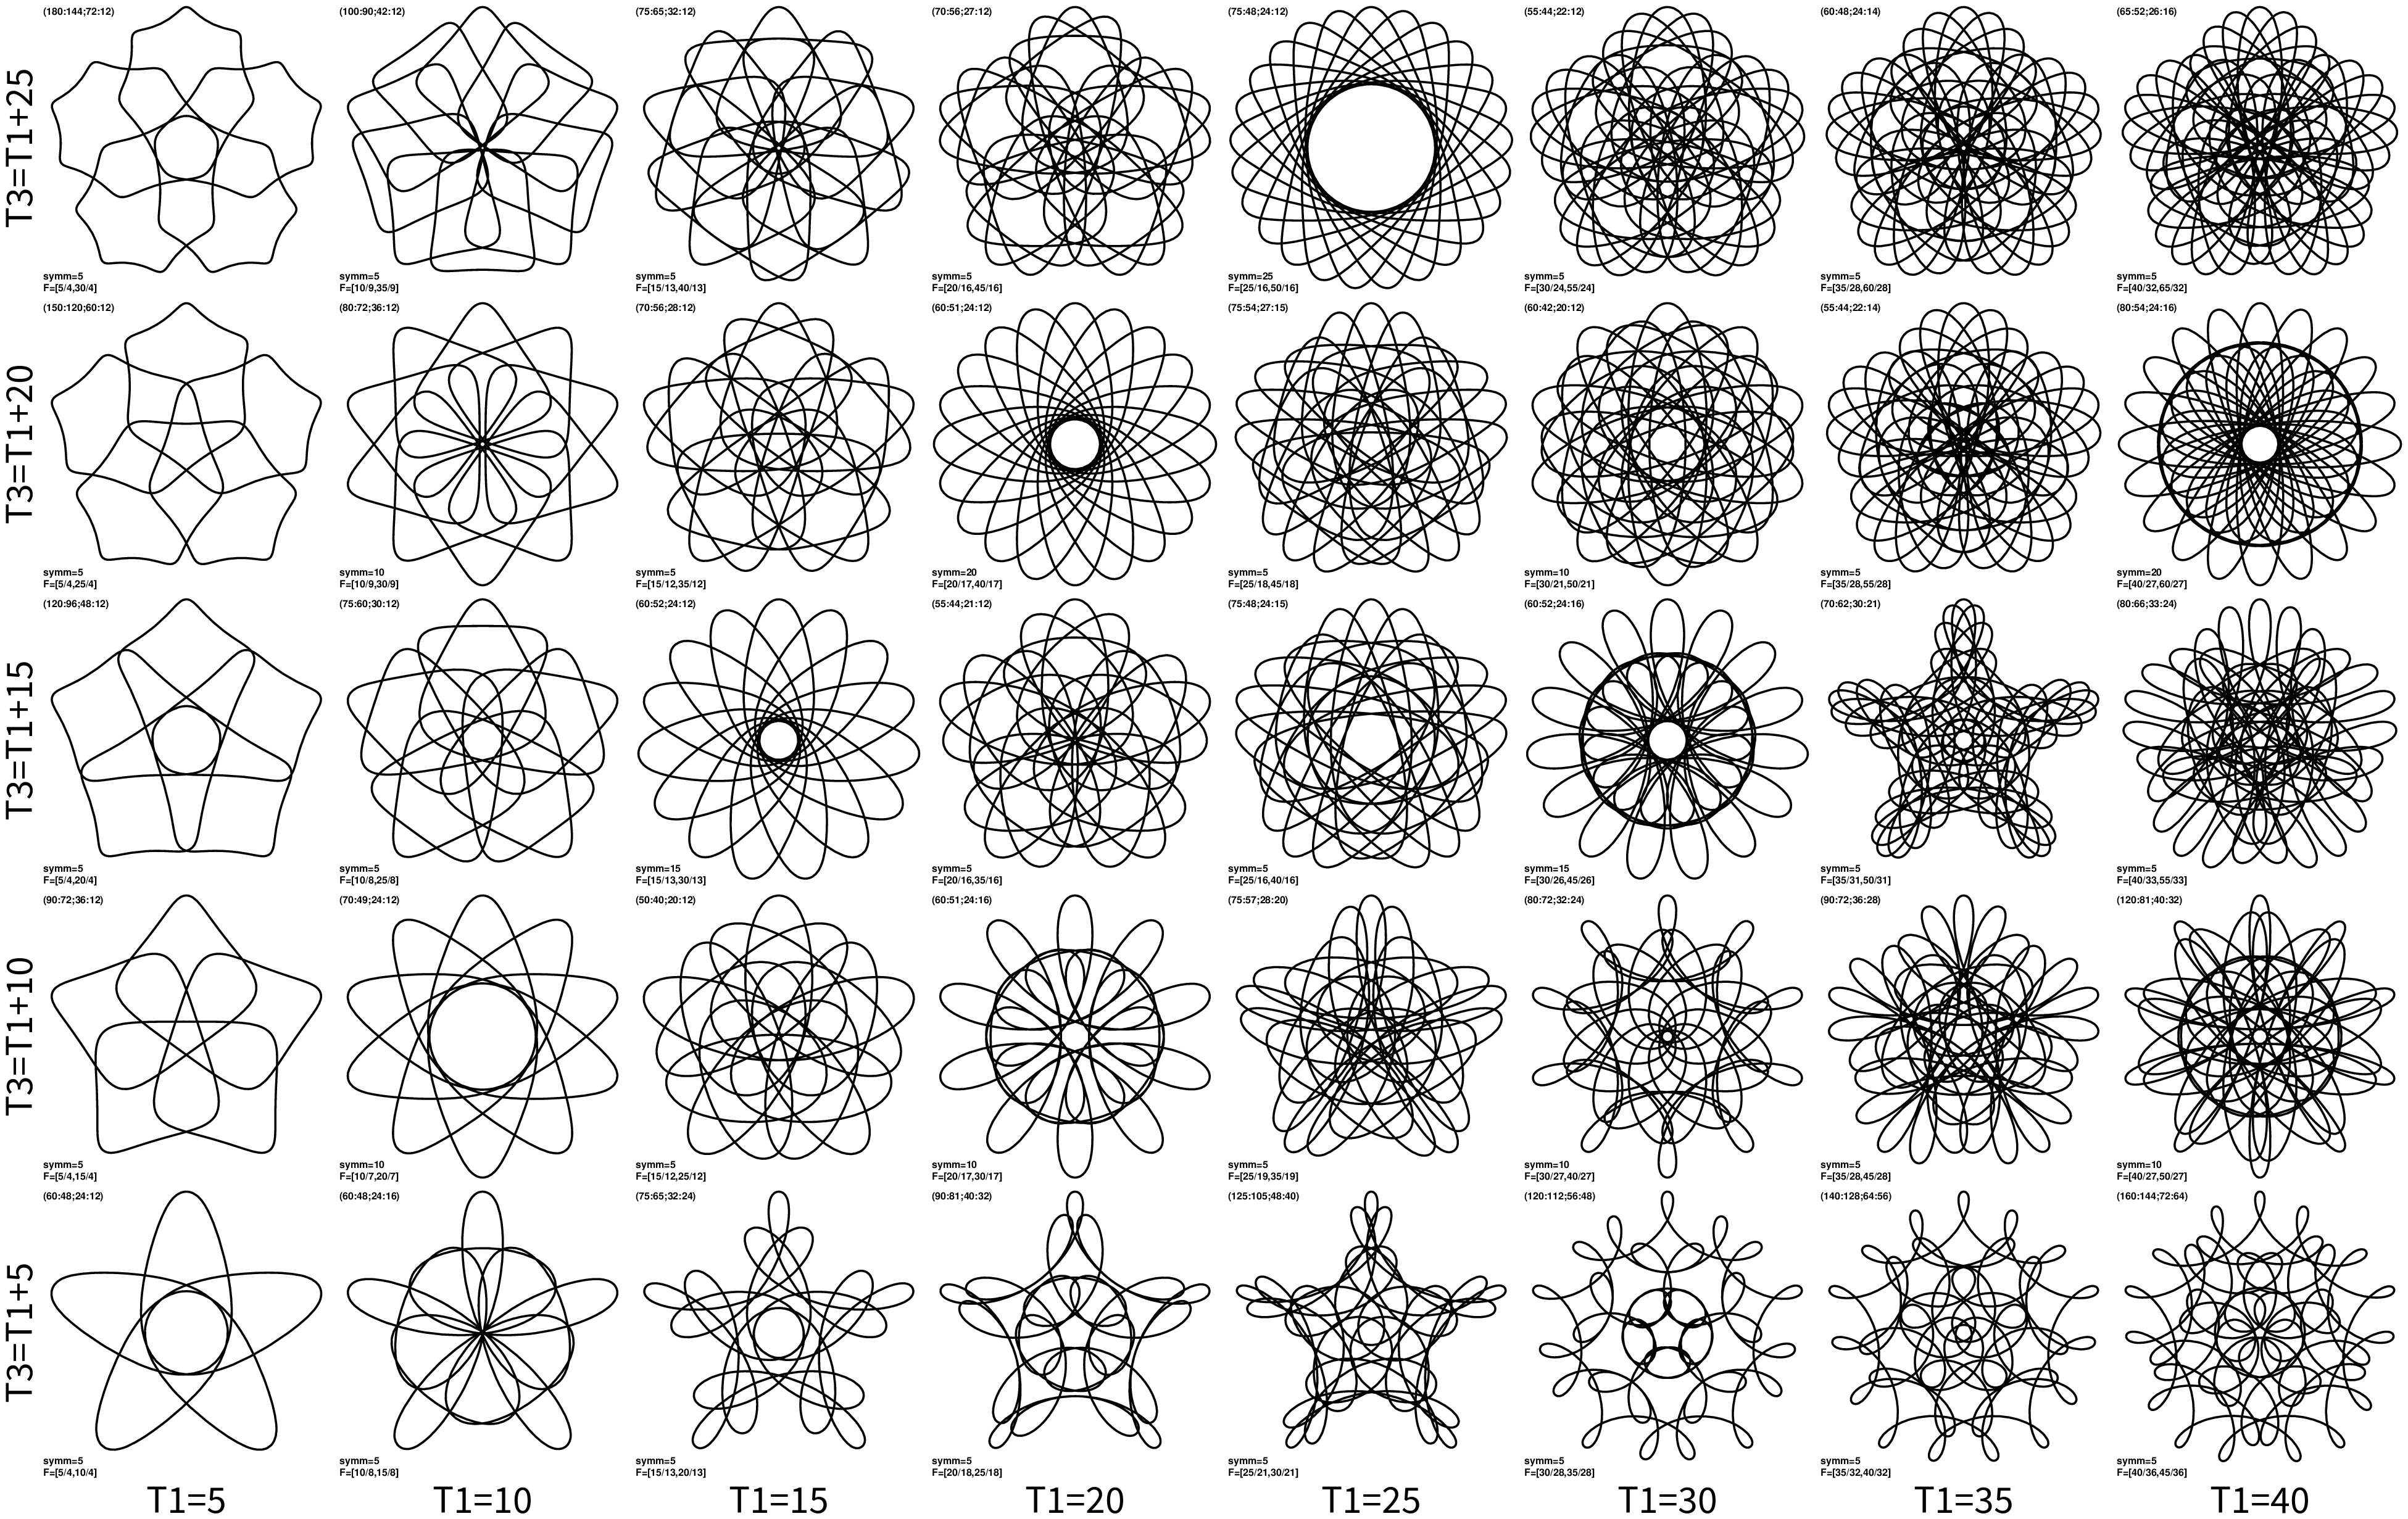 T3=T1+25
(180:144;72:12)
(100:90;42:12)
(75:65;32:12)
(70:56;27:12)
(75:48;24:12)
(55:44;22:12)
(60:48;24:14)
(65:52;26:16)
symm=5
F=[5/4,30/4]
symm=5
F=[10/9,35/9]
symm=5
F=[15/13,40/13]
symm=5
F=[20/16,45/16]
symm=25
F=[25/16,50/16]
symm=5
F=[30/24,55/24]
symm=5
F=[35/28,60/28]
symm=5
F=[40/32,65/32]
T3=T1+20
(150:120;60:12)
(80:72;36:12)
(70:56;28:12)
(60:51;24:12)
(75:54;27:15)
(60:42;20:12)
(55:44;22:14)
(80:54;24:16)
symm=5
F=[5/4,25/4]
symm=10
F=[10/9,30/9]
symm=5
F=[15/12,35/12]
symm=20
F=[20/17,40/17]
symm=5
F=[25/18,45/18]
symm=10
F=[30/21,50/21]
symm=5
F=[35/28,55/28]
symm=20
F=[40/27,60/27]
T3=T1+15
(120:96;48:12)
(75:60;30:12)
(60:52;24:12)
(55:44;21:12)
(75:48;24:15)
(60:52;24:16)
(70:62;30:21)
(80:66;33:24)
symm=5
F=[5/4,20/4]
symm=5
F=[10/8,25/8]
symm=15
F=[15/13,30/13]
symm=5
F=[20/16,35/16]
symm=5
F=[25/16,40/16]
symm=15
F=[30/26,45/26]
symm=5
F=[35/31,50/31]
symm=5
F=[40/33,55/33]
T3=T1+10
(90:72;36:12)
(70:49;24:12)
(50:40;20:12)
(60:51;24:16)
(75:57;28:20)
(80:72;32:24)
(90:72;36:28)
(120:81;40:32)
symm=5
F=[5/4,15/4]
symm=10
F=[10/7,20/7]
symm=5
F=[15/12,25/12]
symm=10
F=[20/17,30/17]
symm=5
F=[25/19,35/19]
symm=10
F=[30/27,40/27]
symm=5
F=[35/28,45/28]
symm=10
F=[40/27,50/27]
T3=T1+5
(60:48;24:12)
(60:48;24:16)
(75:65;32:24)
(90:81;40:32)
(125:105;48:40)
(120:112;56:48)
(140:128;64:56)
(160:144;72:64)
symm=5
F=[5/4,10/4]
symm=5
F=[10/8,15/8]
symm=5
F=[15/13,20/13]
symm=5
F=[20/18,25/18]
symm=5
F=[25/21,30/21]
symm=5
F=[30/28,35/28]
symm=5
F=[35/32,40/32]
symm=5
F=[40/36,45/36]
T1=5
T1=10
T1=15
T1=20
T1=25
T1=30
T1=35
T1=40